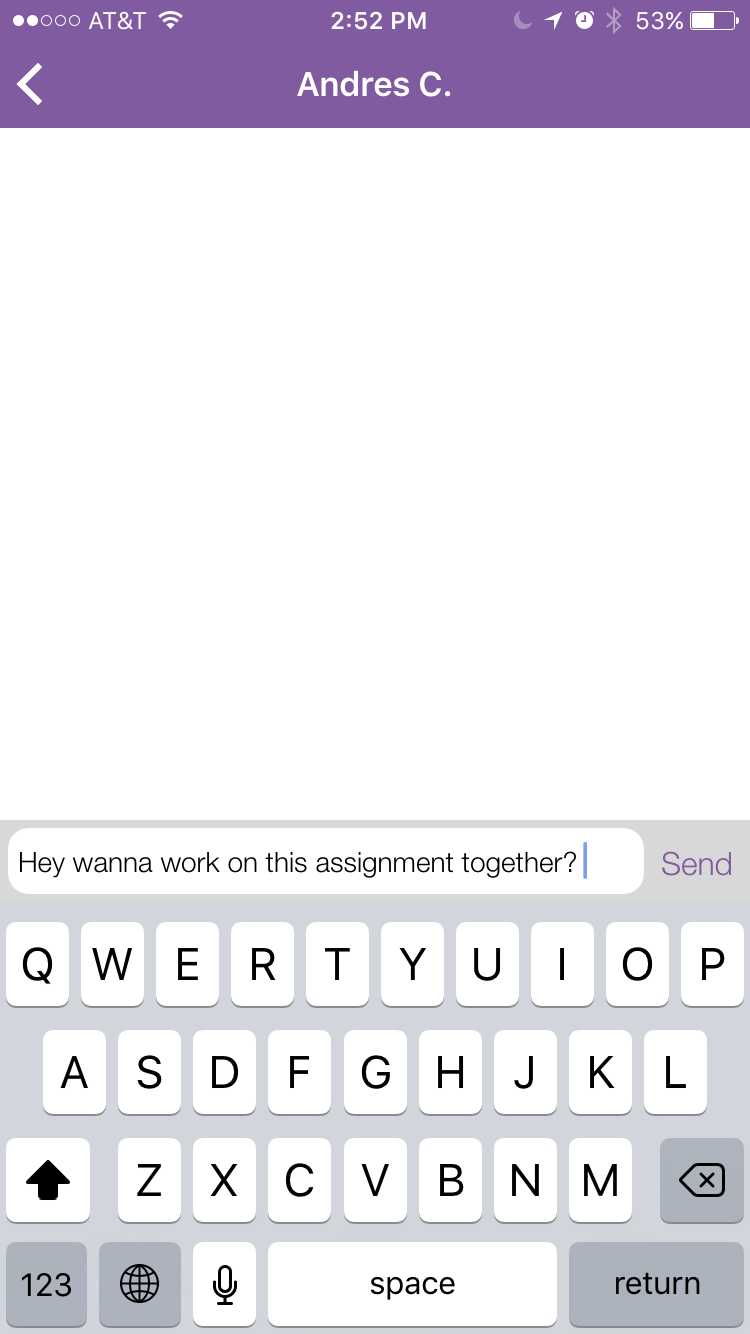 AT&T 2:52 PM 53%
Andres C.
Hey wanna work on this assignment together? Send
Q W E R T Y U I O P
A S D F G H J K L
Z X C V B N M
123 space return